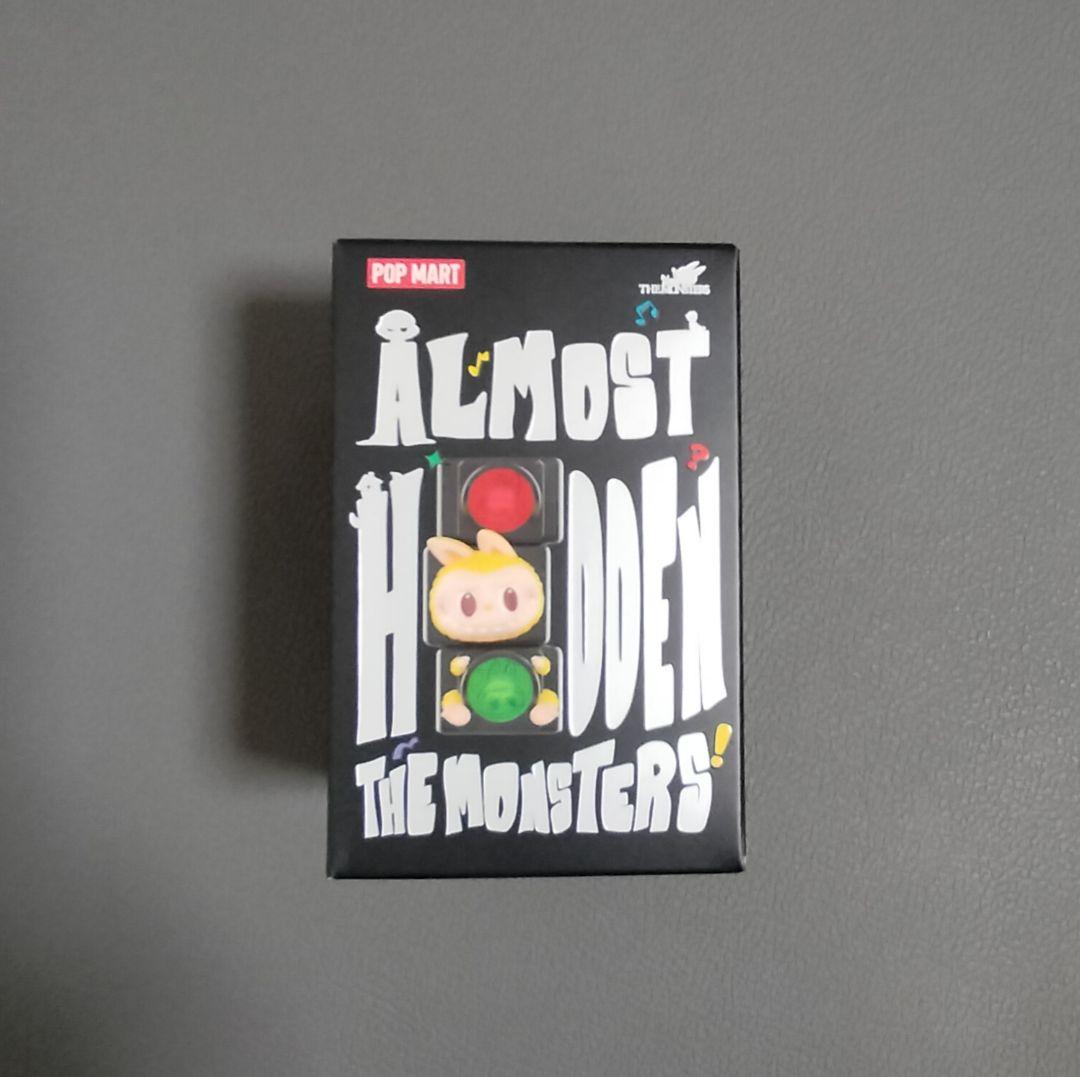 POP MART
THE MONSTERS
ALMOST
HIDDEN
THE MONSTERS!